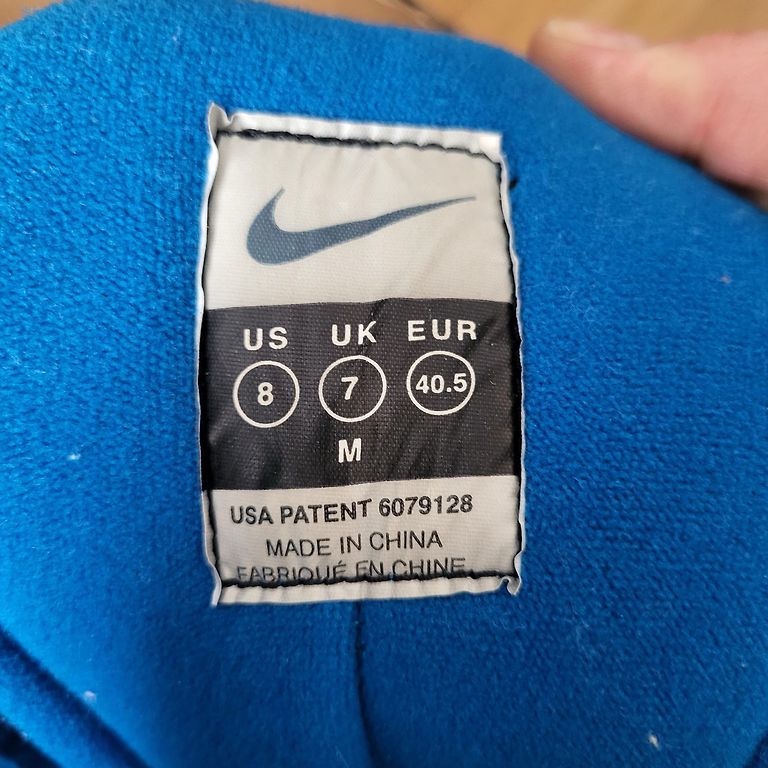 US UK EUR
8 7 40.5
M
USA PATENT 6079128
MADE IN CHINA
FABRIQUÉ EN CHINE